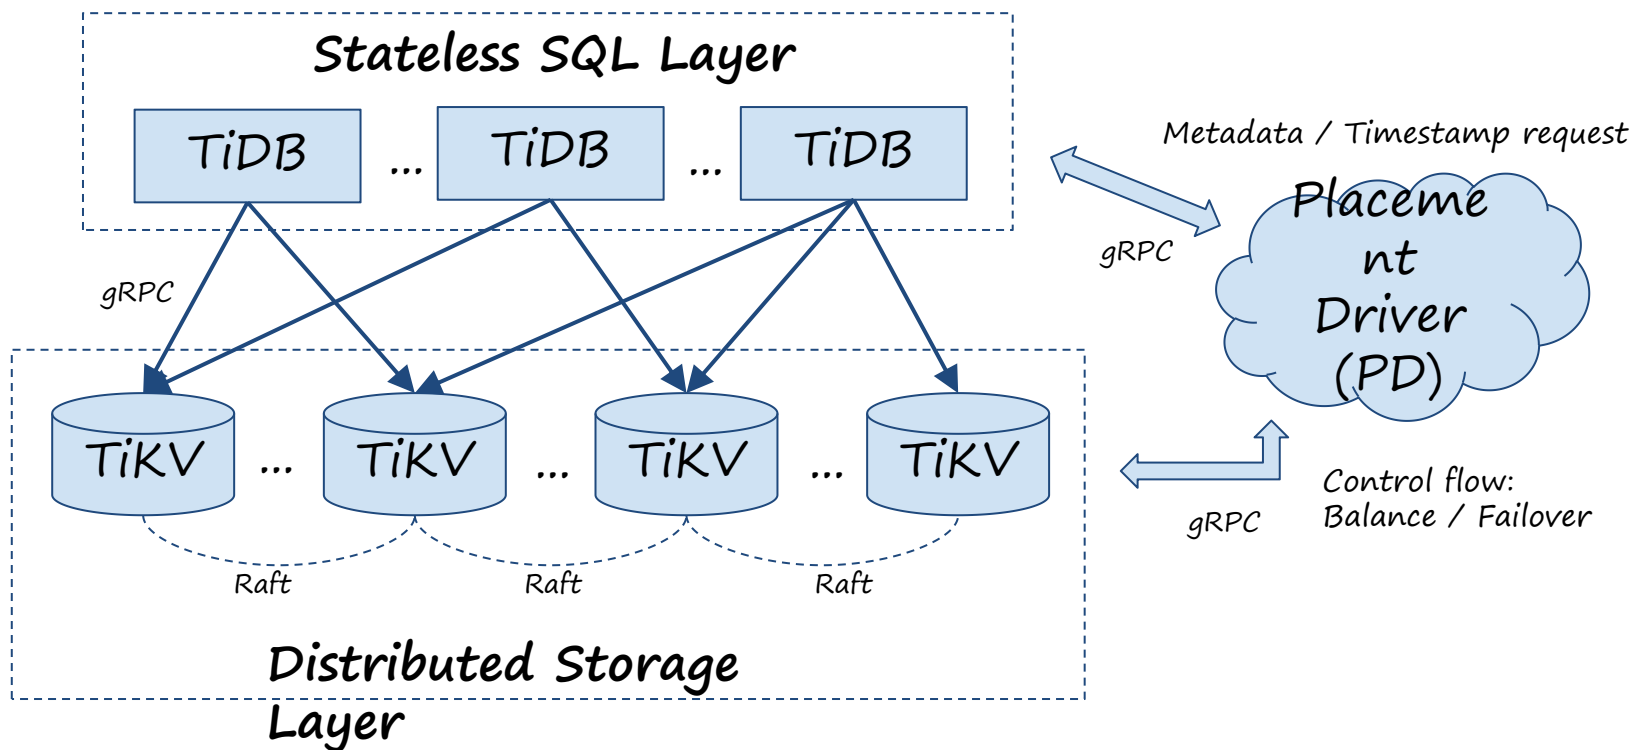 Stateless SQL Layer
TiDB
...
TiDB
...
TiDB
Metadata / Timestamp request
gRPC
Placeme
nt
Driver
(PD)
gRPC
TiKV
...
TiKV
...
TiKV
...
TiKV
gRPC
Control flow:
Balance / Failover
Raft
Raft
Raft
Distributed Storage
Layer